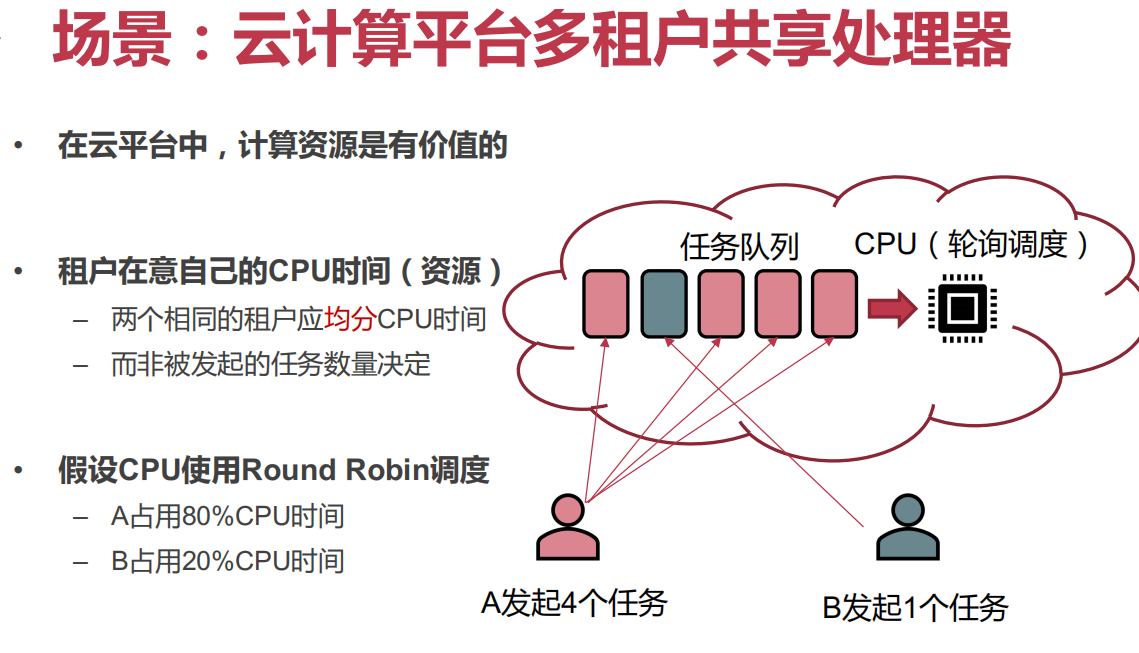 场景：云计算平台多租户共享处理器
• 在云平台中，计算资源是有价值的
• 租户在意自己的CPU时间（资源）
– 两个相同的租户应均分CPU时间
– 而非被发起的任务数量决定
• 假设CPU使用Round Robin调度
– A占用80%CPU时间
– B占用20%CPU时间
任务队列
CPU（轮询调度）
A发起4个任务
B发起1个任务